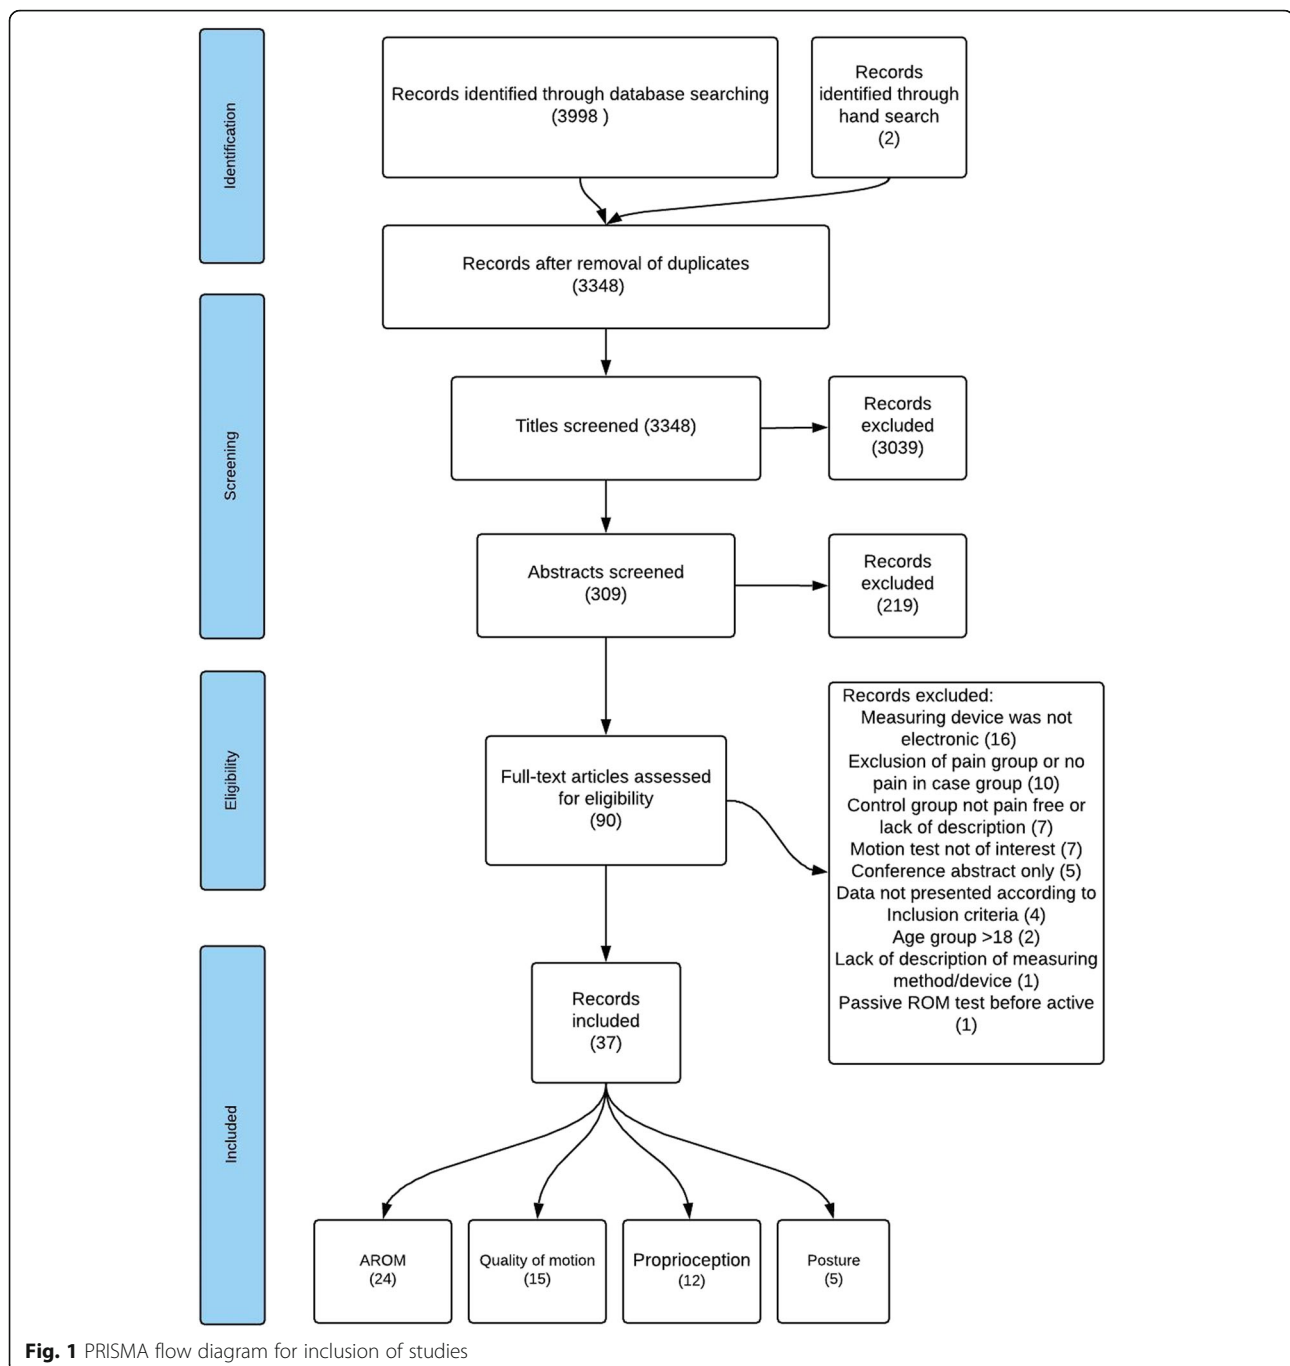 Identification
Records identified through database searching
(3998 )
Records
identified through
hand search
(2)
Records after removal of duplicates
(3348)
Screening
Titles screened (3348)
Records
excluded
(3039)
Abstracts screened
(309)
Records
excluded
(219)
Eligibility
Full-text articles assessed
for eligibility
(90)
Records excluded:
Measuring device was not
electronic (16)
Exclusion of pain group or no
pain in case group (10)
Control group not pain free or
lack of description (7)
Motion test not of interest (7)
Conference abstract only (5)
Data not presented according to
Inclusion criteria (4)
Age group >18 (2)
Lack of description of measuring
method/device (1)
Passive ROM test before active
(1)
Included
Records
included
(37)
AROM
(24)
Quality of motion
(15)
Proprioception
(12)
Posture
(5)
Fig. 1 PRISMA flow diagram for inclusion of studies